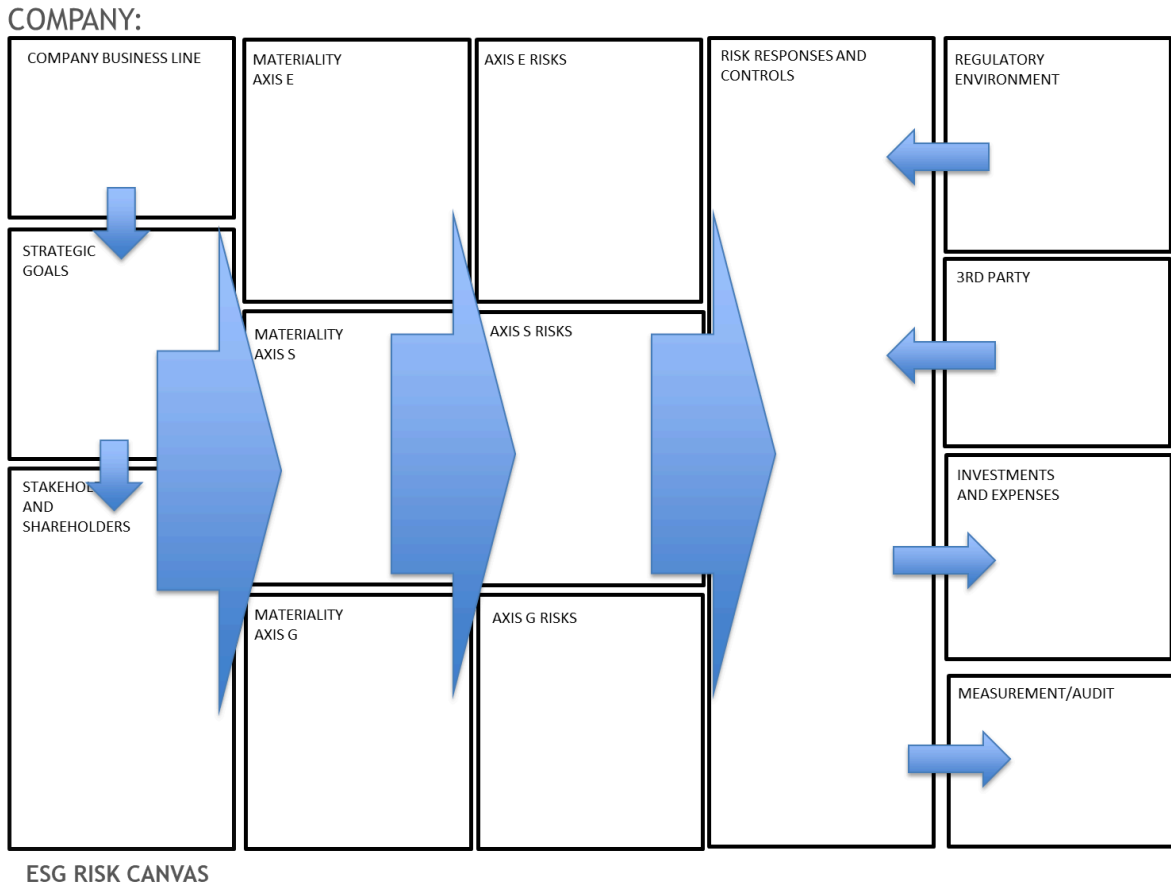 COMPANY:
COMPANY BUSINESS LINE
STRATEGIC
GOALS
AND
SHAREHOLDERS
MATERIALITY
AXIS E
MATERIALITY
AXIS S
MATERIALITY
AXIS G
AXIS E RISKS
AXIS S RISKS
AXIS G RISKS
RISK RESPONSES AND
CONTROLS
REGULATORY
ENVIRONMENT
3RD PARTY
INVESTMENTS
AND EXPENSES
MEASUREMENT/AUDIT
ESG RISK CANVAS